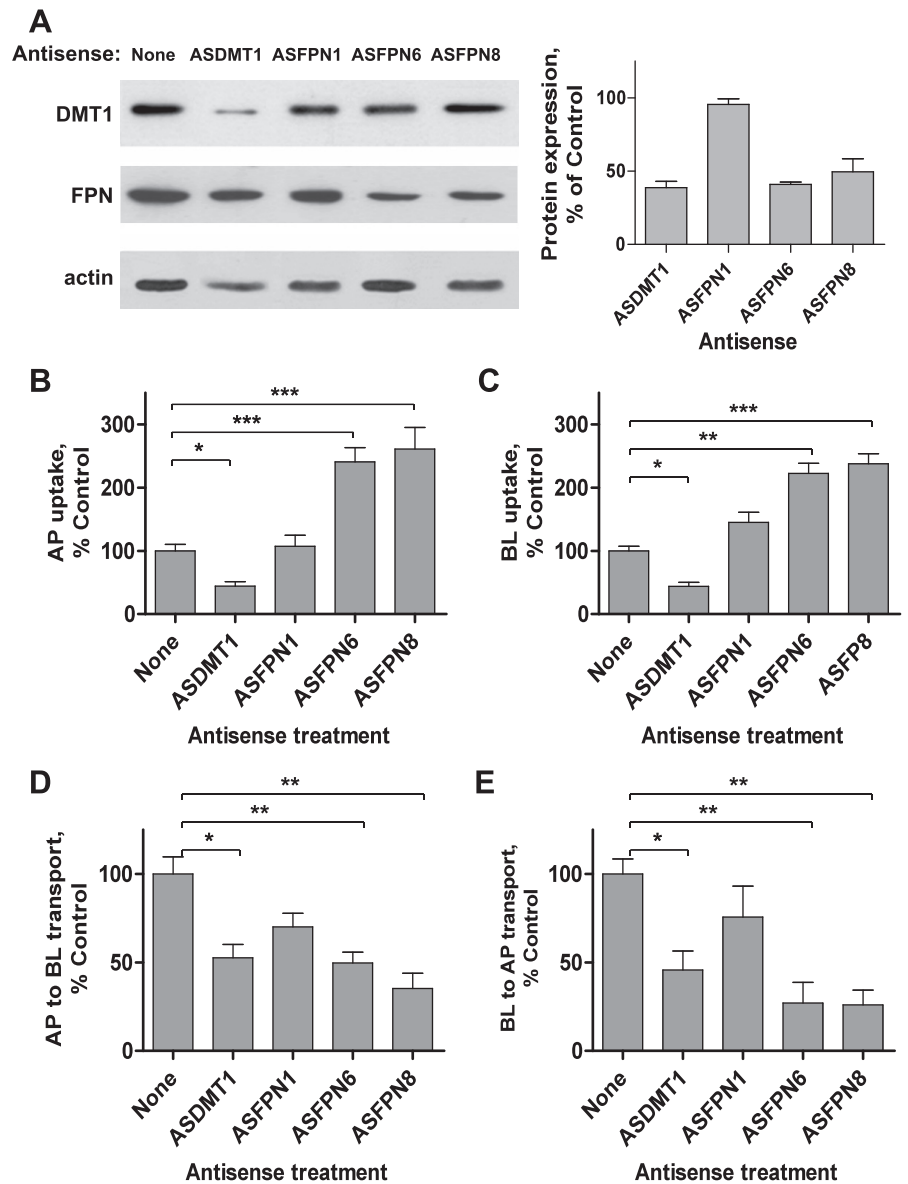 A
Antisense: None ASDMT1 ASFPN1 ASFPN6 ASFPN8
DMT1
FPN
actin
Protein expression,
% of Control
100
50
0
ASDMT1
ASFPN1
ASFPN6
ASFPN8
Antisense
B
AP uptake,
% Control
300
200
100
0
***
***
*
None
ASDMT1
ASFPN1
ASFPN6
ASFPN8
Antisense treatment
C
BL uptake,
% Control
300
200
100
0
***
**
*
None
ASDMT1
ASFPN1
ASFPN6
ASFP8
Antisense treatment
D
AP to BL transport,
% Control
100
50
0
**
**
*
None
ASDMT1
ASFPN1
ASFPN6
ASFPN8
Antisense treatment
E
BL to AP transport,
% Control
100
50
0
**
**
*
None
ASDMT1
ASFPN1
ASFPN6
ASFPN8
Antisense treatment